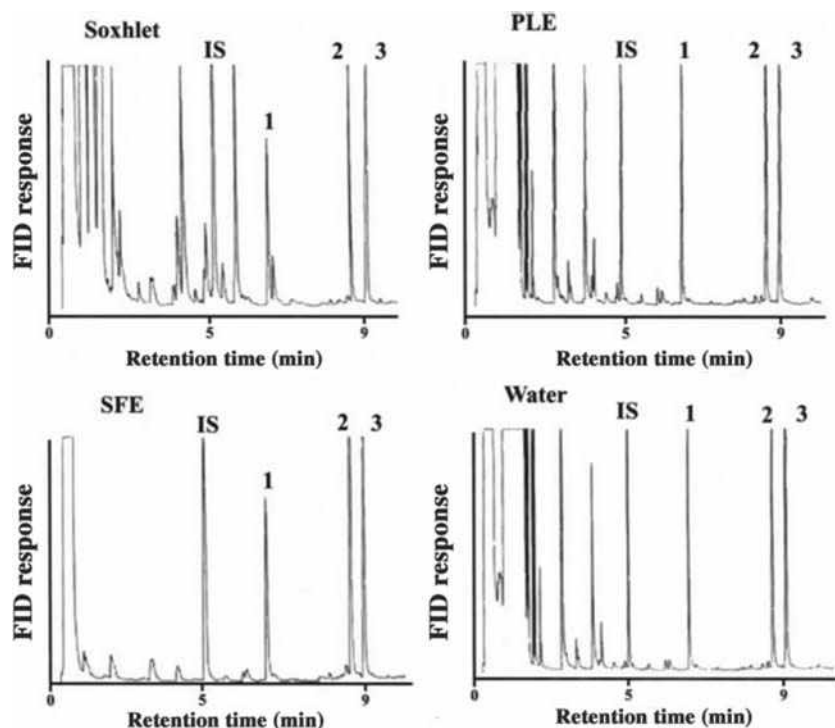 Soxhlet
IS
2 3
1
FID response
0 5 9
Retention time (min)
PLE
IS 1 2 3
FID response
0 5 9
Retention time (min)
SFE
IS
2 3
1
FID response
0 5 9
Retention time (min)
Water
IS 1 2 3
FID response
0 5 9
Retention time (min)